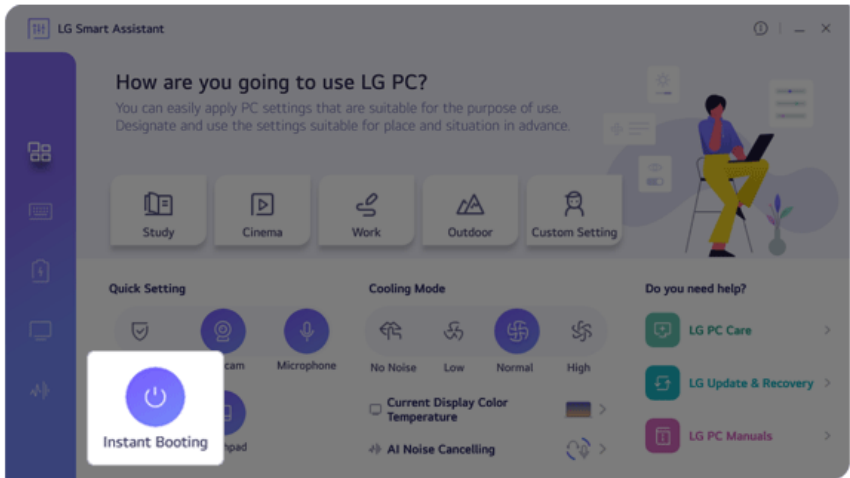 LG Smart Assistant
How are you going to use LG PC?
You can easily apply PC settings that are suitable for the purpose of use.
Designate and use the settings suitable for place and situation in advance.
Study
Cinema
Work
Outdoor
Custom Setting
Quick Setting
cam
Microphone
Instant Booting
hpad
Cooling Mode
No Noise
Low
Normal
High
Current Display Color
Temperature
AI Noise Cancelling
Do you need help?
LG PC Care
LG Update & Recovery
LG PC Manuals